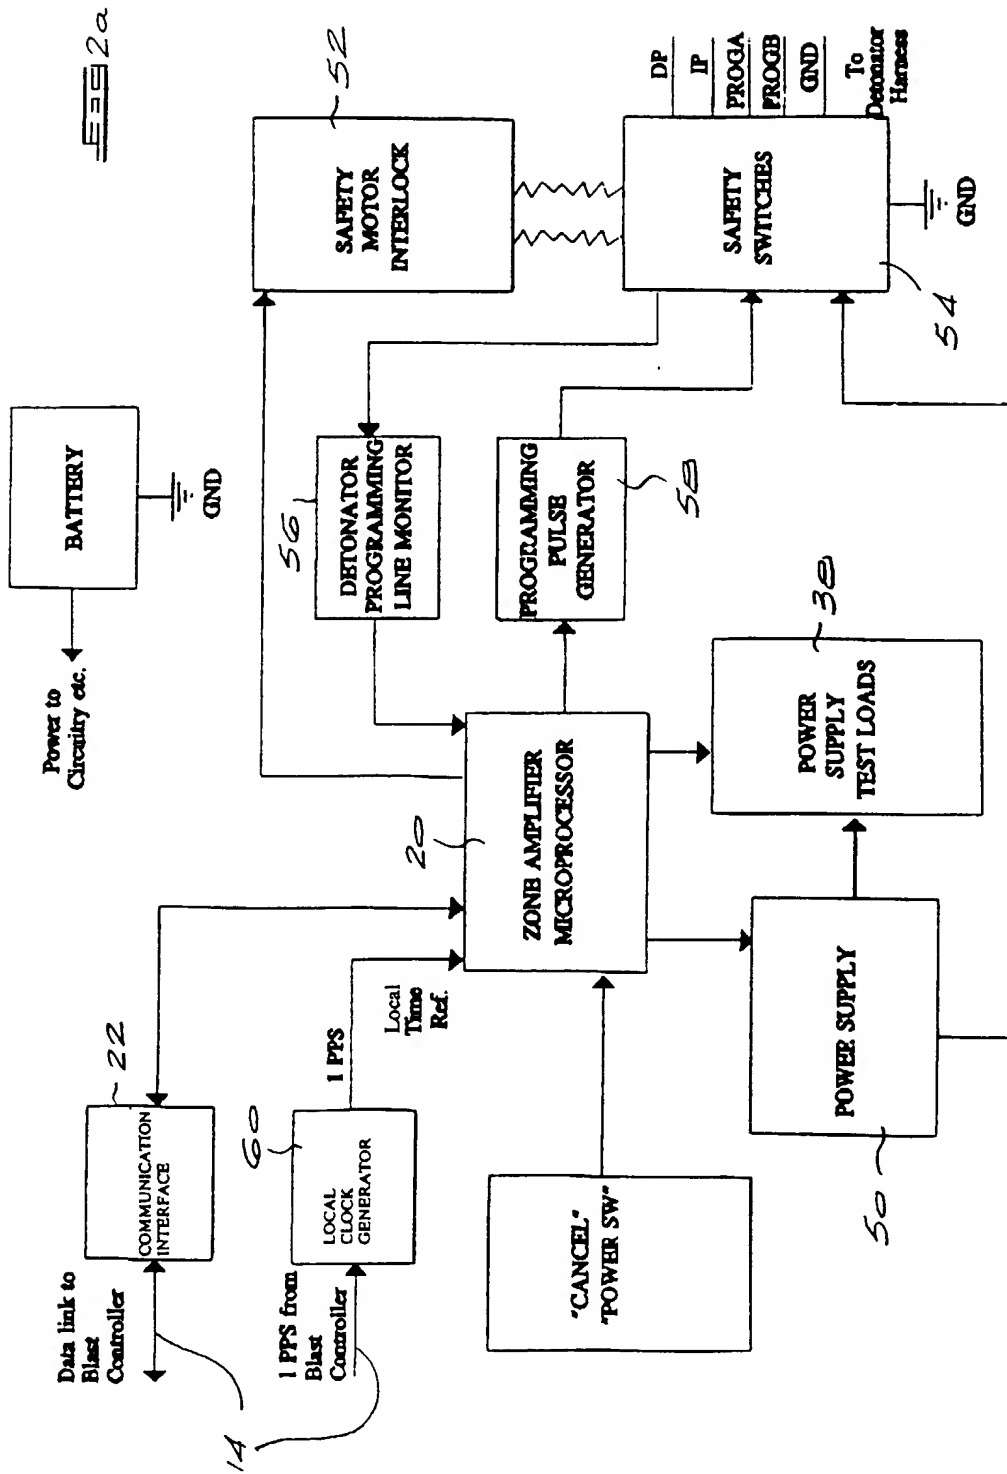 Fig 2a
BATTERY
GND
Power to
Circuitry etc.
52
SAFETY
MOTOR
INTERLOCK
DP
IP
PROGA
PROGB
GND
To
Detonator
Harness
SAFETY
SWITCHES
GND
54
56
DETONATOR
PROGRAMMING
LINE MONITOR
PROGRAMMING
PULSE
GENERATOR
58
22
COMMUNICATION
INTERFACE
Data link to
Blast
Controller
14
60
LOCAL
CLOCK
GENERATOR
1 PPS from
Blast
Controller
1 PPS
Local
Time
Ref.
20
ZONE AMPLIFIER
MICROPROCESSOR
38
POWER
SUPPLY
TEST LOADS
"CANCEL"
"POWER SW"
POWER SUPPLY
50